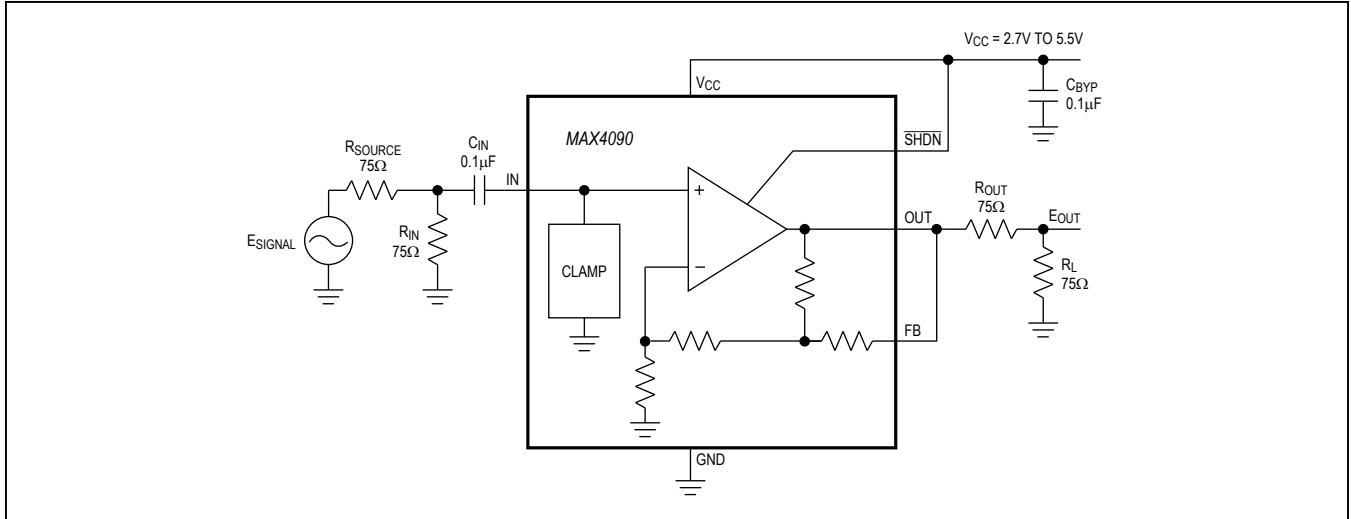 VCC = 2.7V TO 5.5V
VCC
CBYP
0.1µF
MAX4090
SHDN
CIN
0.1µF
RSOURCE
75Ω
IN
ROUT
75Ω
OUT
EOUT
+
RIN
75Ω
ESIGNAL
CLAMP
−
RL
75Ω
FB
GND